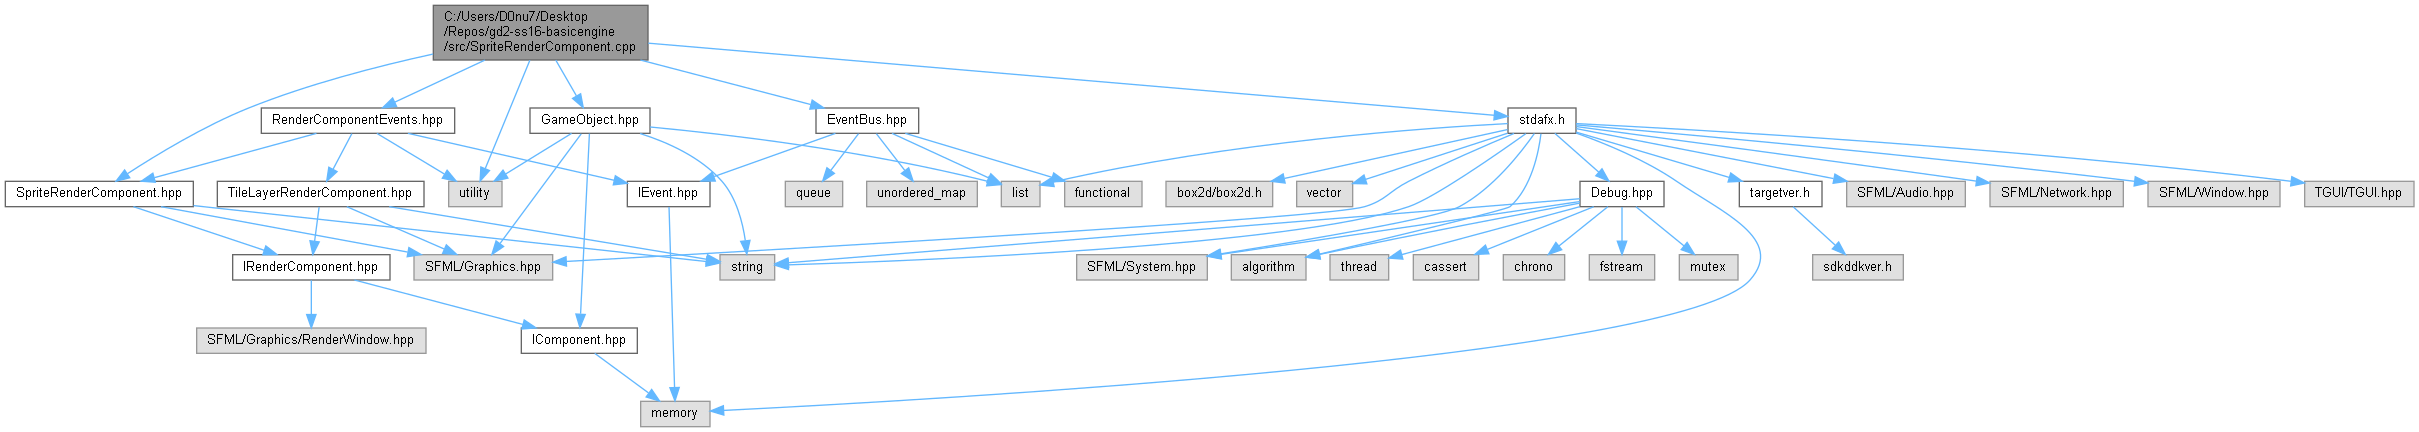 C:/Users/D0nu7/Desktop
/Repos/gd2-ss16-basicengine
/src/SpriteRenderComponent.cpp
RenderComponentEvents.hpp
GameObject.hpp
EventBus.hpp
stdafx.h
SpriteRenderComponent.hpp
TileLayerRenderComponent.hpp
utility
IEvent.hpp
queue
unordered_map
list
functional
box2d/box2d.h
vector
Debug.hpp
targetver.h
SFML/Audio.hpp
SFML/Network.hpp
SFML/Window.hpp
TGUI/TGUI.hpp
IRenderComponent.hpp
SFML/Graphics.hpp
string
SFML/System.hpp
algorithm
thread
cassert
chrono
fstream
mutex
sdkddkver.h
SFML/Graphics/RenderWindow.hpp
IComponent.hpp
memory